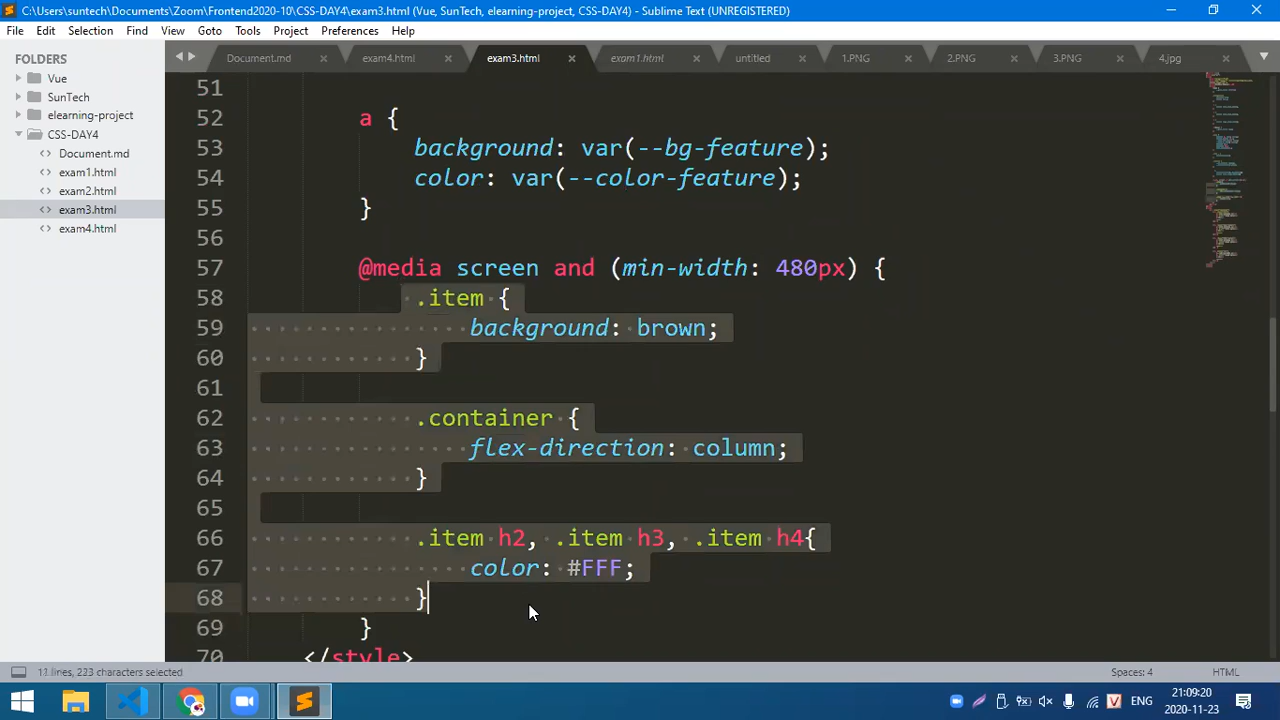 C:\Users\suntech\Documents\Zoom\Frontend2020-10\CSS-DAY4\exam3.html (Vue, SunTech, elearning-project, CSS-DAY4) - Sublime Text (UNREGISTERED)
File Edit Selection Find View Goto Tools Project Preferences Help
FOLDERS
Vue
SunTech
elearning-project
CSS-DAY4
Document.md
exam1.html
exam2.html
exam3.html
exam4.html
Document.md exam4.html exam3.html exam1.html untitled 1.PNG 2.PNG 3.PNG 4.jpg
51
52 a {
53 background: var(--bg-feature);
54 color: var(--color-feature);
55 }
56
57 @media screen and (min-width: 480px) {
58 .item {
59 background: brown;
60 }
61
62 .container {
63 flex-direction: column;
64 }
65
66 .item h2, .item h3, .item h4{
67 color: #FFF;
68 }
69 }
70 </style>
11 lines, 223 characters selected Spaces: 4 HTML
ENG 21:09:20
2020-11-23